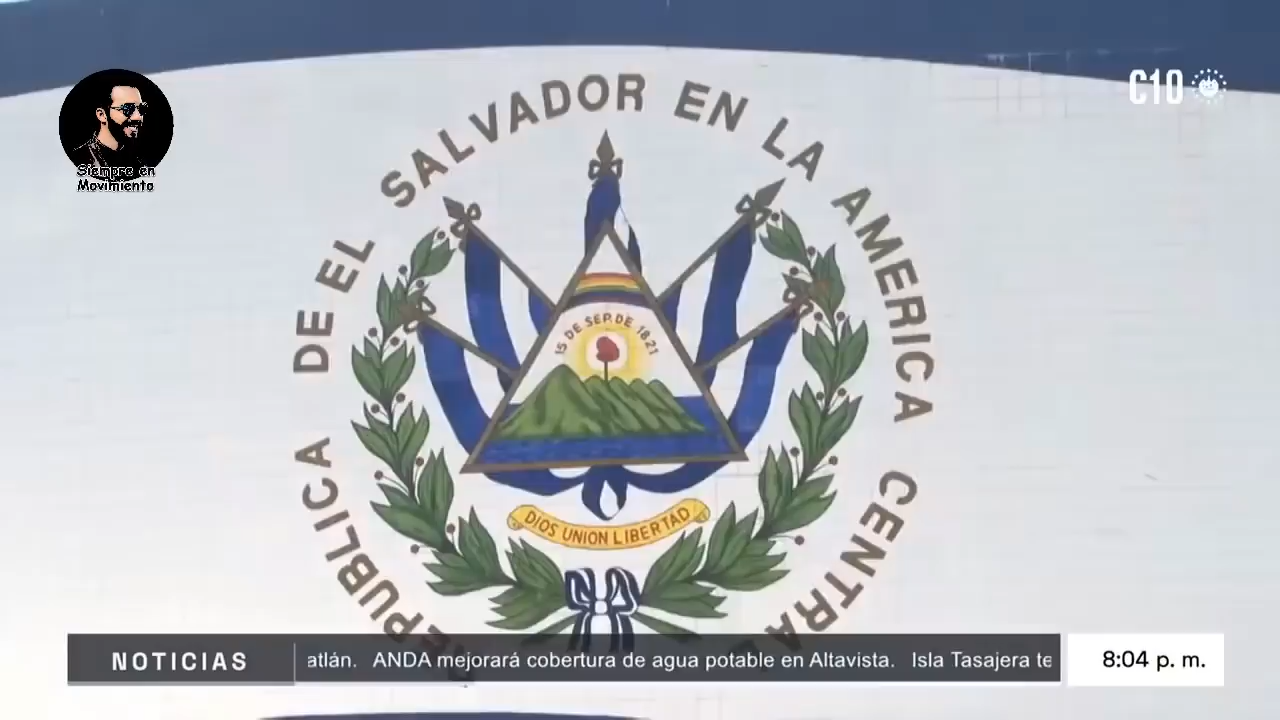 C10
Siempre en
Movimiento
REPUBLICA DE EL SALVADOR EN LA AMERICA CENTRAL
15 DE SEP. DE 1821
DIOS UNION LIBERTAD
NOTICIAS
atlán. ANDA mejorará cobertura de agua potable en Altavista. Isla Tasajera te
8:04 p. m.